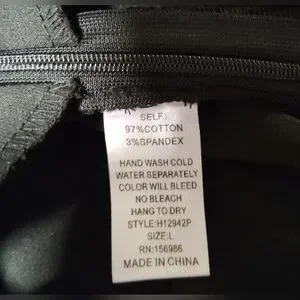 SELF:
97%COTTON
3%SPANDEX
HAND WASH COLD
WATER SEPARATELY
COLOR WILL BLEED
NO BLEACH
HANG TO DRY
STYLE:H12942P
SIZE:L
RN:156986
MADE IN CHINA